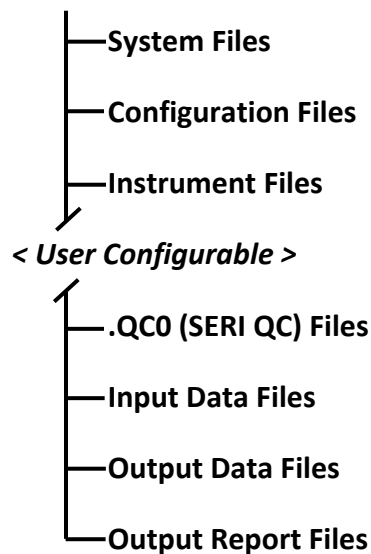 System Files
Configuration Files
Instrument Files
< User Configurable >
.QC0 (SERI QC) Files
Input Data Files
Output Data Files
Output Report Files